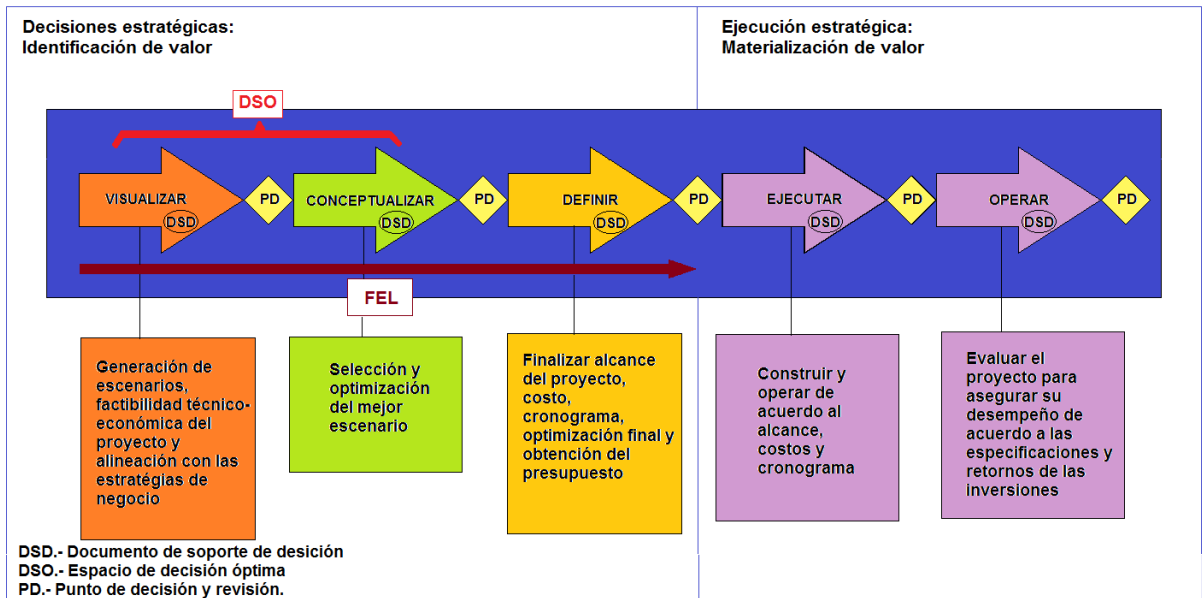 Decisiones estratégicas:
Identificación de valor
Ejecución estratégica:
Materialización de valor
DSO
VISUALIZAR
DSD
PD
CONCEPTUALIZAR
DSD
PD
DEFINIR
DSD
PD
EJECUTAR
DSD
PD
OPERAR
DSD
PD
FEL
Generación de
escenarios,
factibilidad técnico-
económica del
proyecto y
alineación con las
estratégias de
negocio
Selección y
optimización
del mejor
escenario
Finalizar alcance
del proyecto,
costo,
cronograma,
optimización final y
obtención del
presupuesto
Construir y
operar de
acuerdo al
alcance,
costos y
cronograma
Evaluar el
proyecto para
asegurar su
desempeño de
acuerdo a las
especificaciones y
retornos de las
inversiones
DSD.- Documento de soporte de desición
DSO.- Espacio de decisión óptima
PD.- Punto de decisión y revisión.